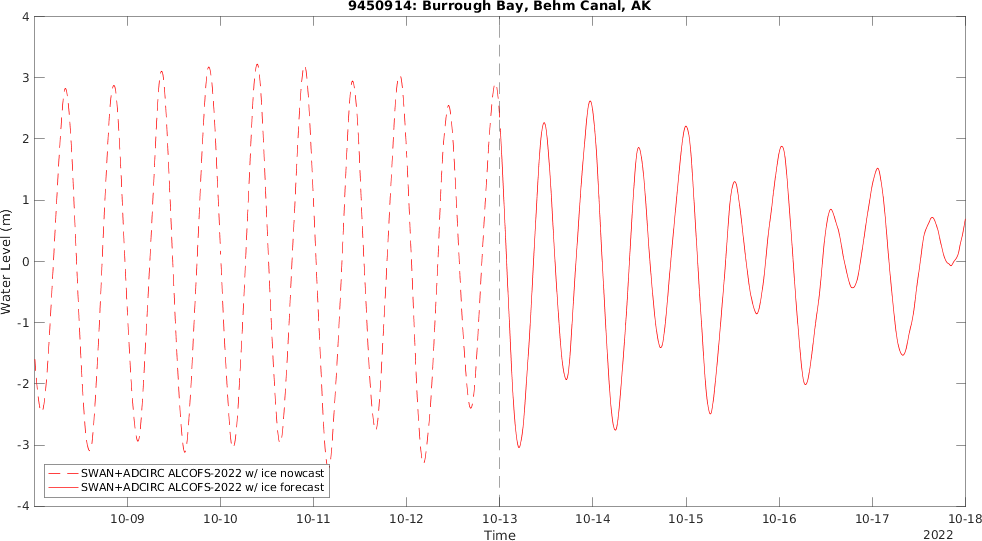 9450914: Burrough Bay, Behm Canal, AK
4
3
2
1
0
-1
-2
-3
-4
Water Level (m)
SWAN+ADCIRC ALCOFS-2022 w/ ice nowcast
SWAN+ADCIRC ALCOFS-2022 w/ ice forecast
10-09 10-10 10-11 10-12 10-13 10-14 10-15 10-16 10-17 10-18
Time
2022